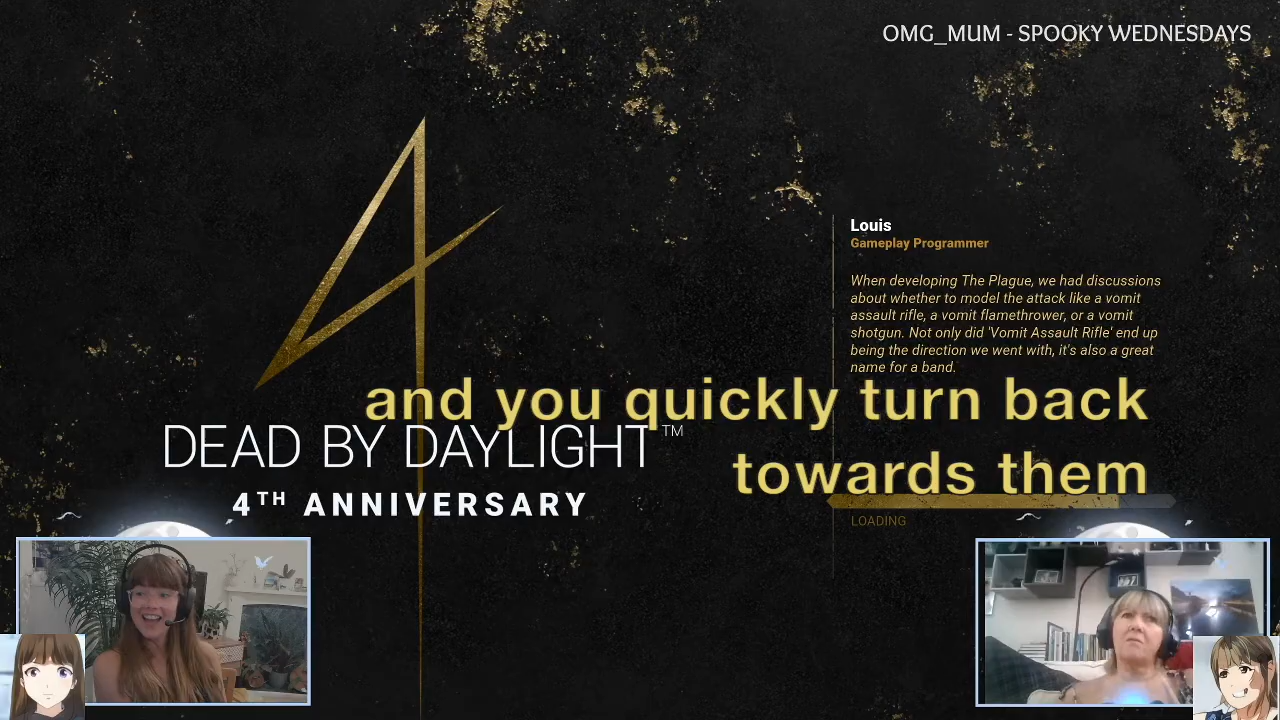 OMG_MUM - SPOOKY WEDNESDAYS
Louis
Gameplay Programmer
When developing The Plague, we had discussions
about whether to model the attack like a vomit
assault rifle, a vomit flamethrower, or a vomit
shotgun. Not only did 'Vomit Assault Rifle' end up
being the direction we went with, it's also a great
name for a band.
and you quickly turn back
towards them
DEAD BY DAYLIGHT™
4TH ANNIVERSARY
LOADING